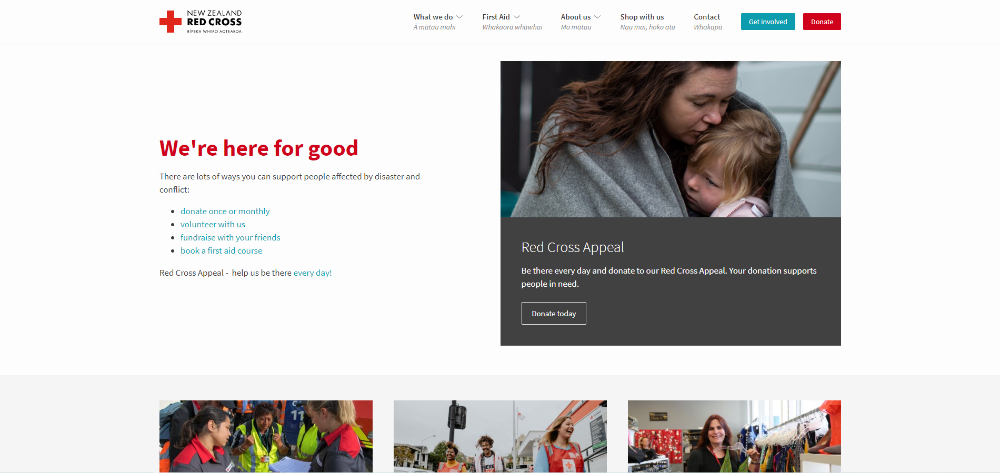 NEW ZEALAND
RED CROSS
RĪPEKA WHERO AOTEAROA
What we do
Ā mātau mahi
First Aid
Whakaora whāwhai
About us
Mō mātau
Shop with us
Nau mai, hoko atu
Contact
Whakapā
Get involved
Donate
We're here for good
There are lots of ways you can support people affected by disaster and
conflict:
• donate once or monthly
• volunteer with us
• fundraise with your friends
• book a first aid course
Red Cross Appeal - help us be there every day!
Red Cross Appeal
Be there every day and donate to our Red Cross Appeal. Your donation supports
people in need.
Donate today
11
HERE